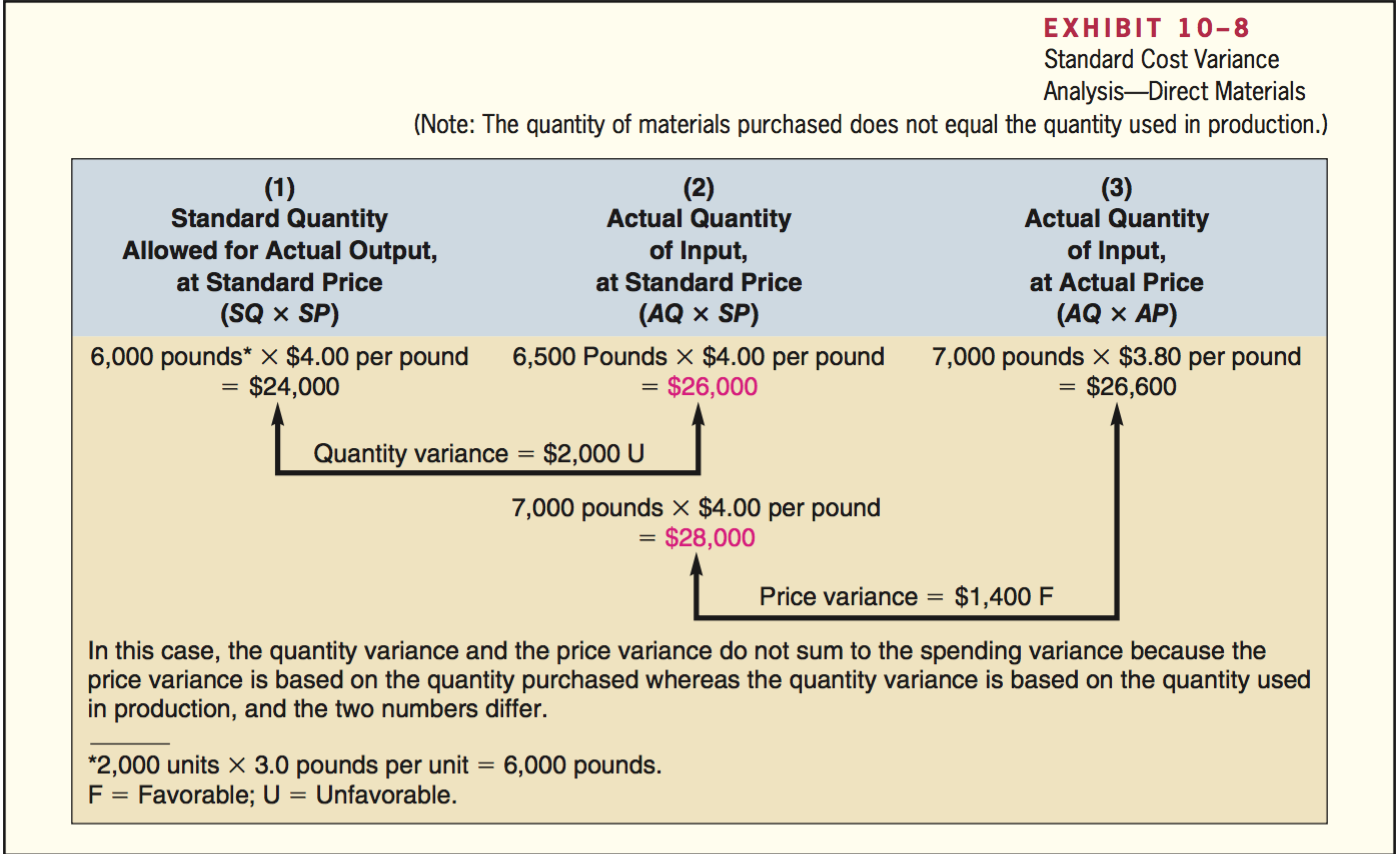 EXHIBIT 10–8
Standard Cost Variance
Analysis—Direct Materials
(Note: The quantity of materials purchased does not equal the quantity used in production.)
(1)
Standard Quantity
Allowed for Actual Output,
at Standard Price
(SQ × SP)
(2)
Actual Quantity
of Input,
at Standard Price
(AQ × SP)
(3)
Actual Quantity
of Input,
at Actual Price
(AQ × AP)
6,000 pounds* × $4.00 per pound
= $24,000
6,500 Pounds × $4.00 per pound
= $26,000
7,000 pounds × $3.80 per pound
= $26,600
Quantity variance = $2,000 U
7,000 pounds × $4.00 per pound
= $28,000
Price variance = $1,400 F
In this case, the quantity variance and the price variance do not sum to the spending variance because the
price variance is based on the quantity purchased whereas the quantity variance is based on the quantity used
in production, and the two numbers differ.
*2,000 units × 3.0 pounds per unit = 6,000 pounds.
F = Favorable; U = Unfavorable.